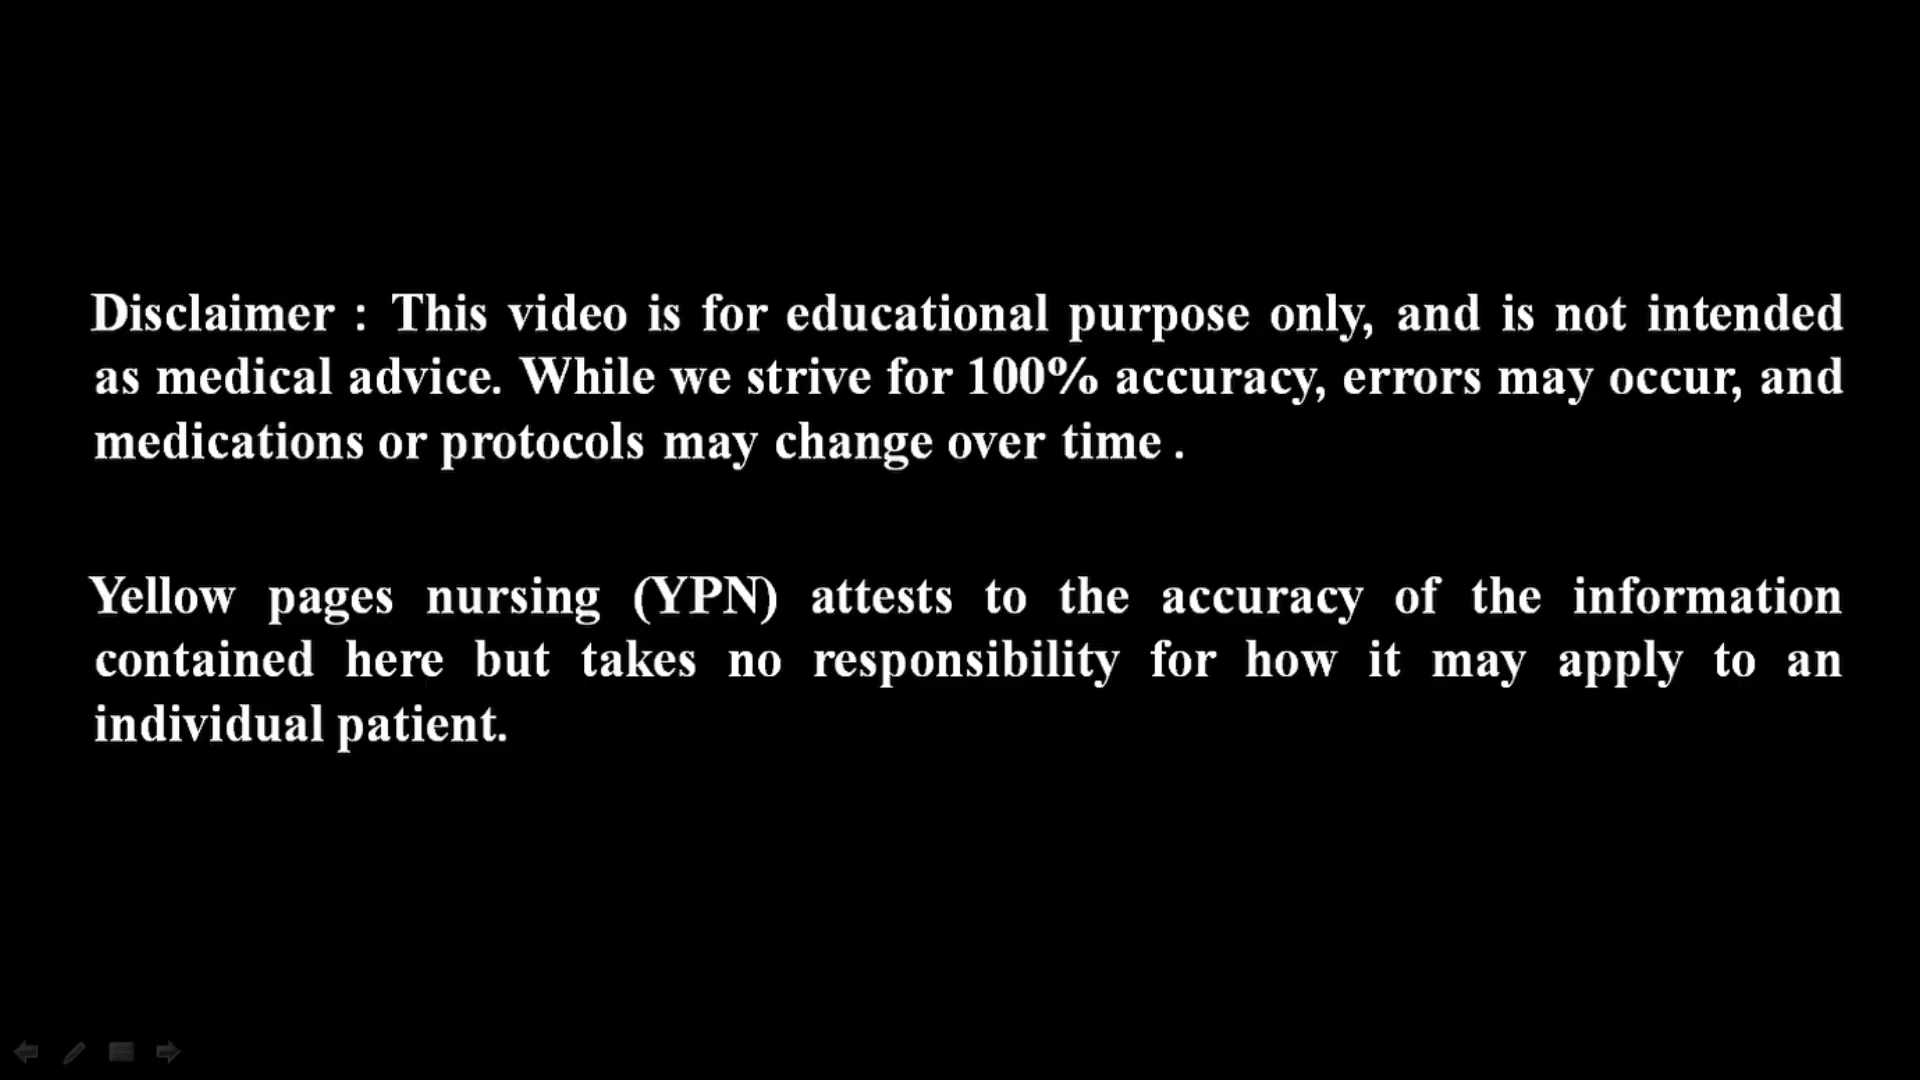 Disclaimer : This video is for educational purpose only, and is not intended
as medical advice. While we strive for 100% accuracy, errors may occur, and
medications or protocols may change over time .
Yellow pages nursing (YPN) attests to the accuracy of the information
contained here but takes no responsibility for how it may apply to an
individual patient.